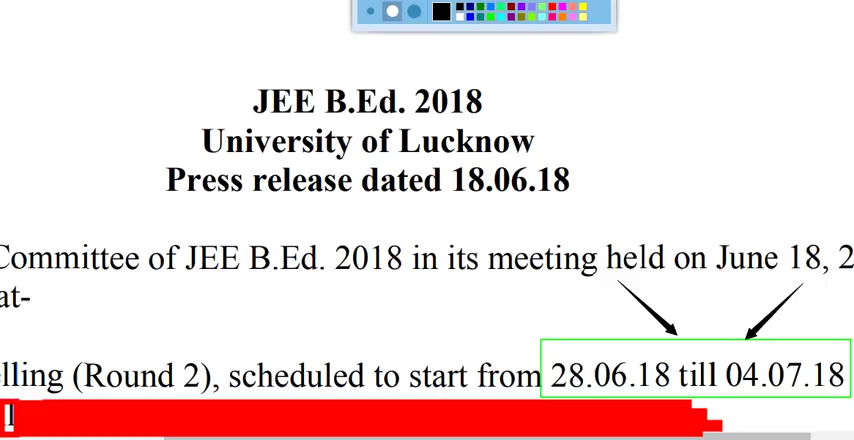 JEE B.Ed. 2018
University of Lucknow
Press release dated 18.06.18
Committee of JEE B.Ed. 2018 in its meeting held on June 18, 2
at-
elling (Round 2), scheduled to start from 28.06.18 till 04.07.18